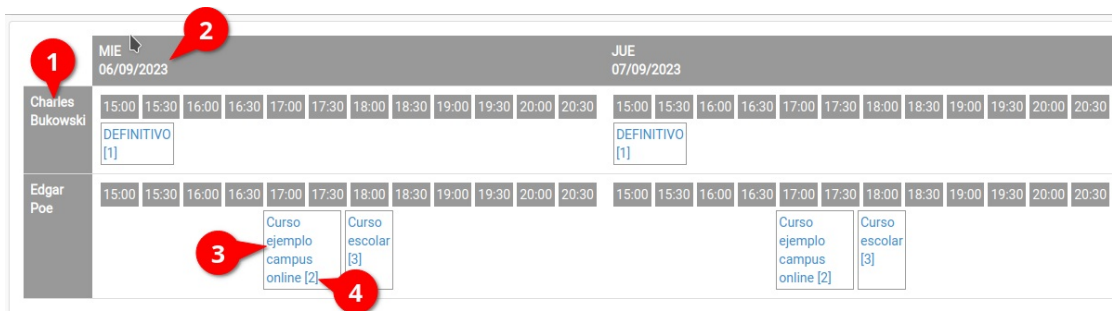 MIE
06/09/2023
JUE
07/09/2023
1
2
Charles
Bukowski
15:00 15:30 16:00 16:30 17:00 17:30 18:00 18:30 19:00 19:30 20:00 20:30
15:00 15:30 16:00 16:30 17:00 17:30 18:00 18:30 19:00 19:30 20:00 20:30
DEFINITIVO
[1]
DEFINITIVO
[1]
Edgar
Poe
15:00 15:30 16:00 16:30 17:00 17:30 18:00 18:30 19:00 19:30 20:00 20:30
15:00 15:30 16:00 16:30 17:00 17:30 18:00 18:30 19:00 19:30 20:00 20:30
Curso
ejemplo
campus
online [2]
Curso
escolar
[3]
Curso
ejemplo
campus
online [2]
Curso
escolar
[3]
3
4